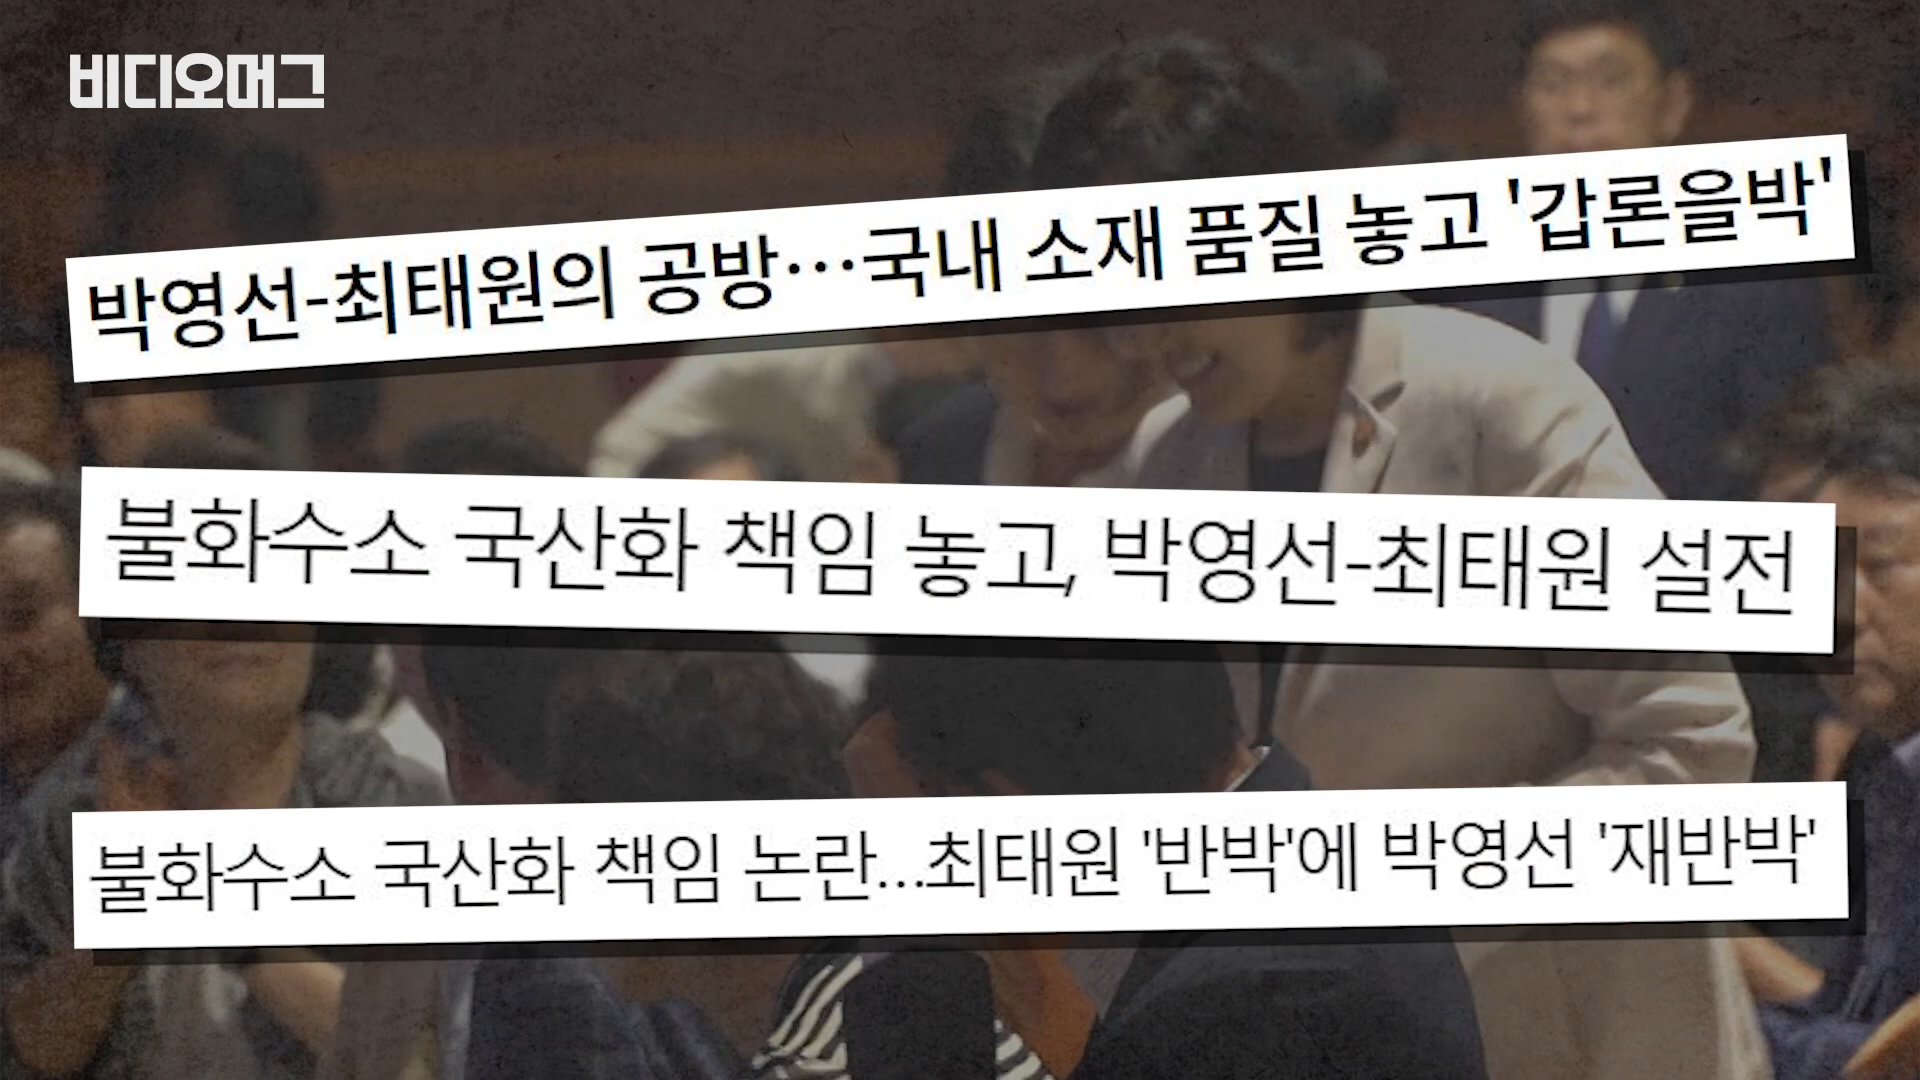 비디오머그
박영선-최태원의 공방…국내 소재 품질 놓고 '갑론을박'
불화수소 국산화 책임 놓고, 박영선-최태원 설전
불화수소 국산화 책임 논란...최태원 '반박'에 박영선 '재반박'